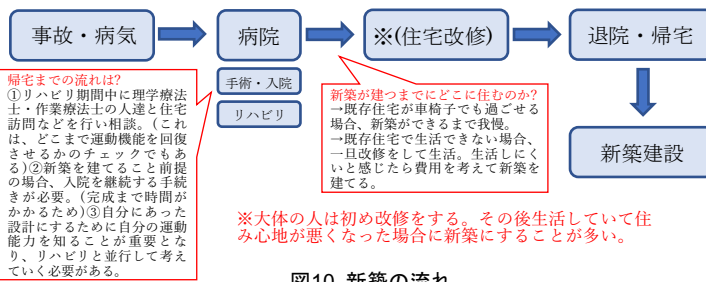 事故・病気
病院
※(住宅改修)
退院・帰宅
手術・入院
リハビリ
新築建設
帰宅までの流れは?
①リハビリ期間中に理学療法
士・作業療法士の人達と住宅
訪問などを行い相談。(これ
は、どこまで運動機能を回復
させるかのチェックでもあ
る)②新築を建てること前提
の場合、入院を継続する手続
きが必要。(完成まで時間が
かかるため)③自分にあった
設計にするために自分の運動
能力を知ることが重要とな
り、リハビリと並行して考え
ていく必要がある。
新築が建つまでにどこに住むのか?
→既存住宅が車椅子でも過ごせる
場合、新築ができるまで我慢。
→既存住宅で生活できない場合、
一旦改修をして生活。生活しにく
いと感じたら費用を考えて新築を
建てる。
※大体の人は初め改修をする。その後生活していて住
み心地が悪くなった場合に新築にすることが多い。
図10 新築の流れ